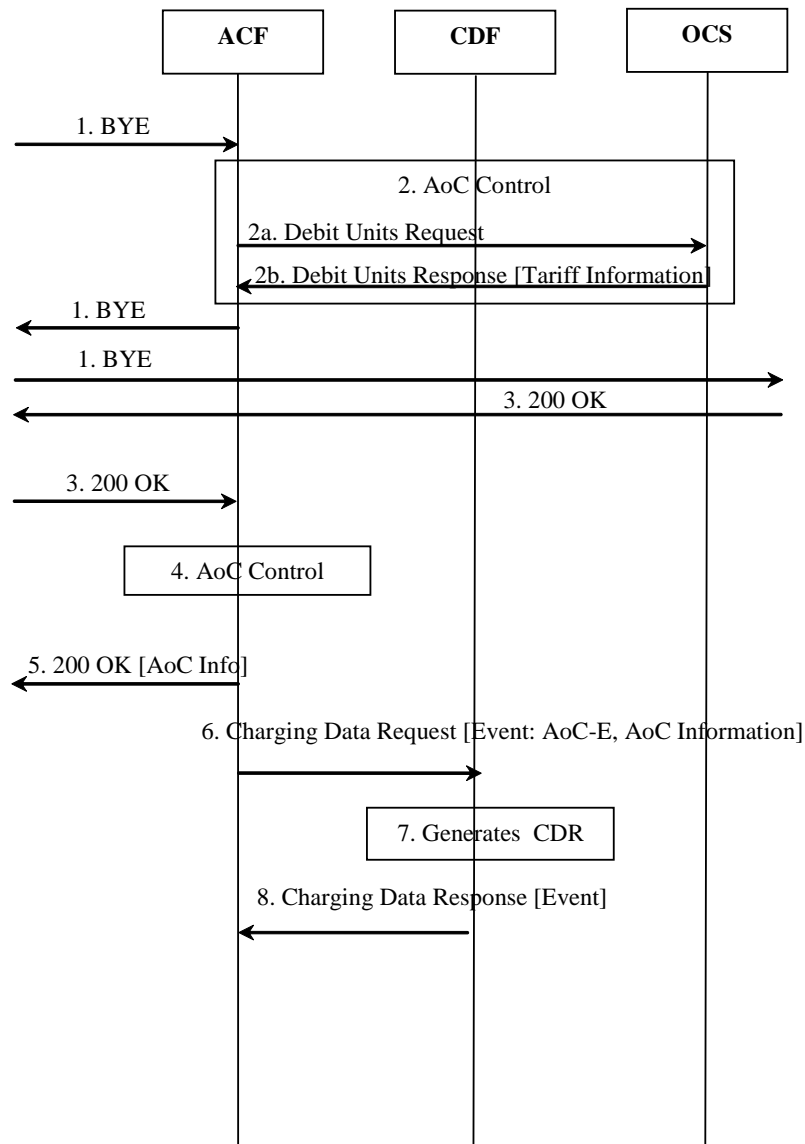 ACF
CDF
OCS
1. BYE
2. AoC Control
2a. Debit Units Request
2b. Debit Units Response [Tariff Information]
1. BYE
1. BYE
3. 200 OK
3. 200 OK
4. AoC Control
5. 200 OK [AoC Info]
6. Charging Data Request [Event: AoC-E, AoC Information]
7. Generates CDR
8. Charging Data Response [Event]